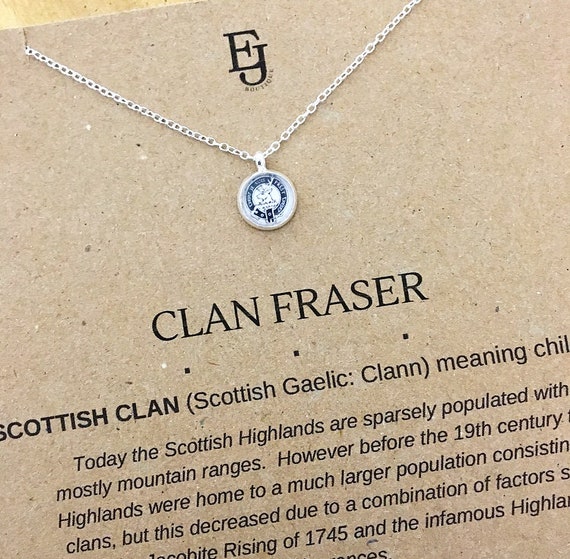 EJ
BOUTIQUE
CLAN FRASER
SCOTTISH CLAN (Scottish Gaelic: Clann) meaning chil
Today the Scottish Highlands are sparsely populated with
mostly mountain ranges. However before the 19th century t
Highlands were home to a much larger population consisting
clans, but this decreased due to a combination of factors s
Jacobite Rising of 1745 and the infamous Highlan